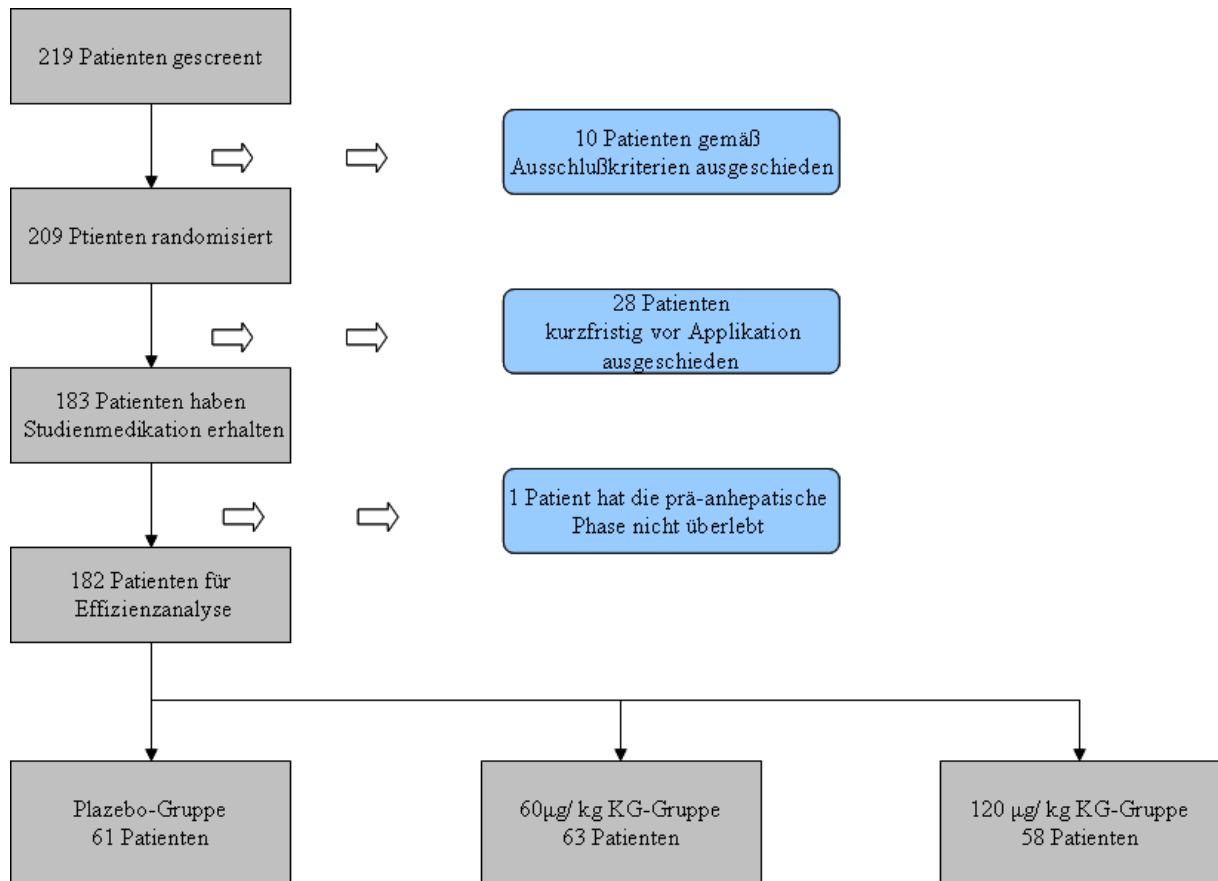 219 Patienten gescreent
10 Patienten gemäß
Ausschlußkriterien ausgeschieden
209 Ptienten randomisiert
28 Patienten
kurzfristig vor Applikation
ausgeschieden
183 Patienten haben
Studienmedikation erhalten
1 Patient hat die prä-anhepatische
Phase nicht überlebt
182 Patienten für
Effizienzanalyse
Plazebo-Gruppe
61 Patienten
60µg/ kg KG-Gruppe
63 Patienten
120 µg/ kg KG-Gruppe
58 Patienten